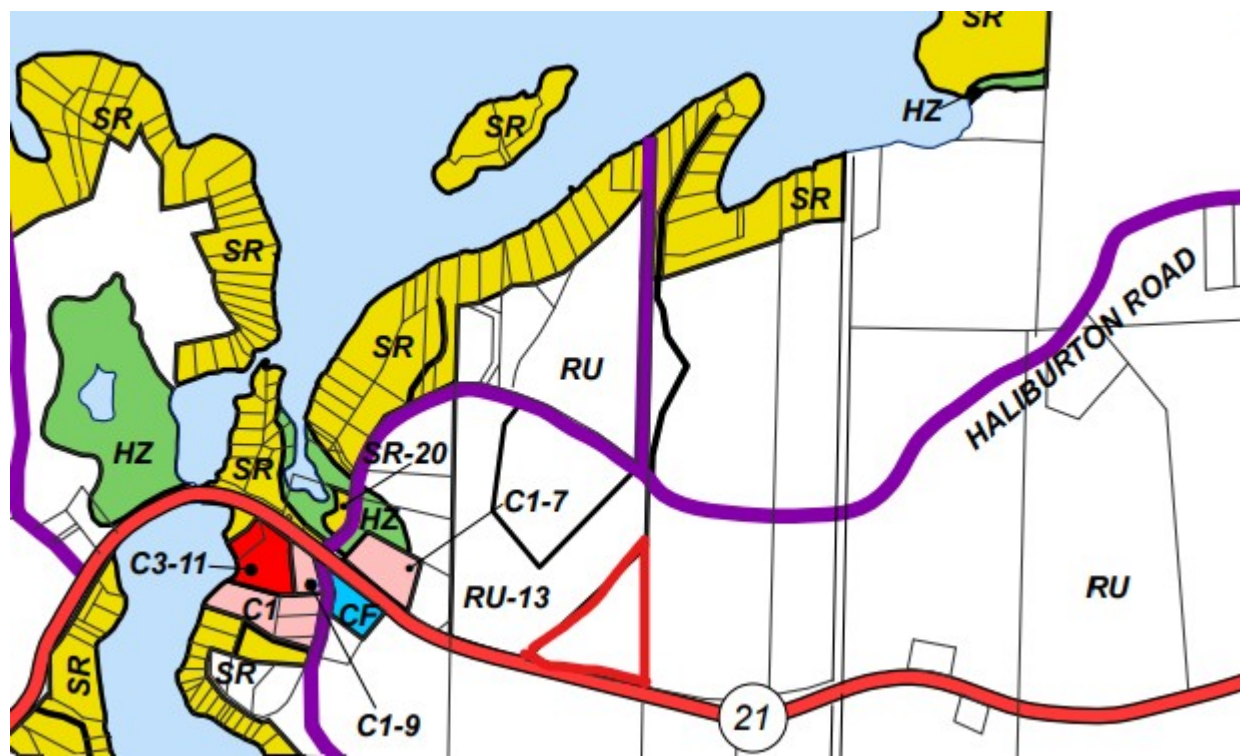 SR
HZ
SR
SR
SR
SR
HALIBURTON ROAD
SR
RU
HZ
SR
SR-20
C1-7
HZ
C3-11
RU-13
RU
C1
CF
SR
SR
C1-9
21